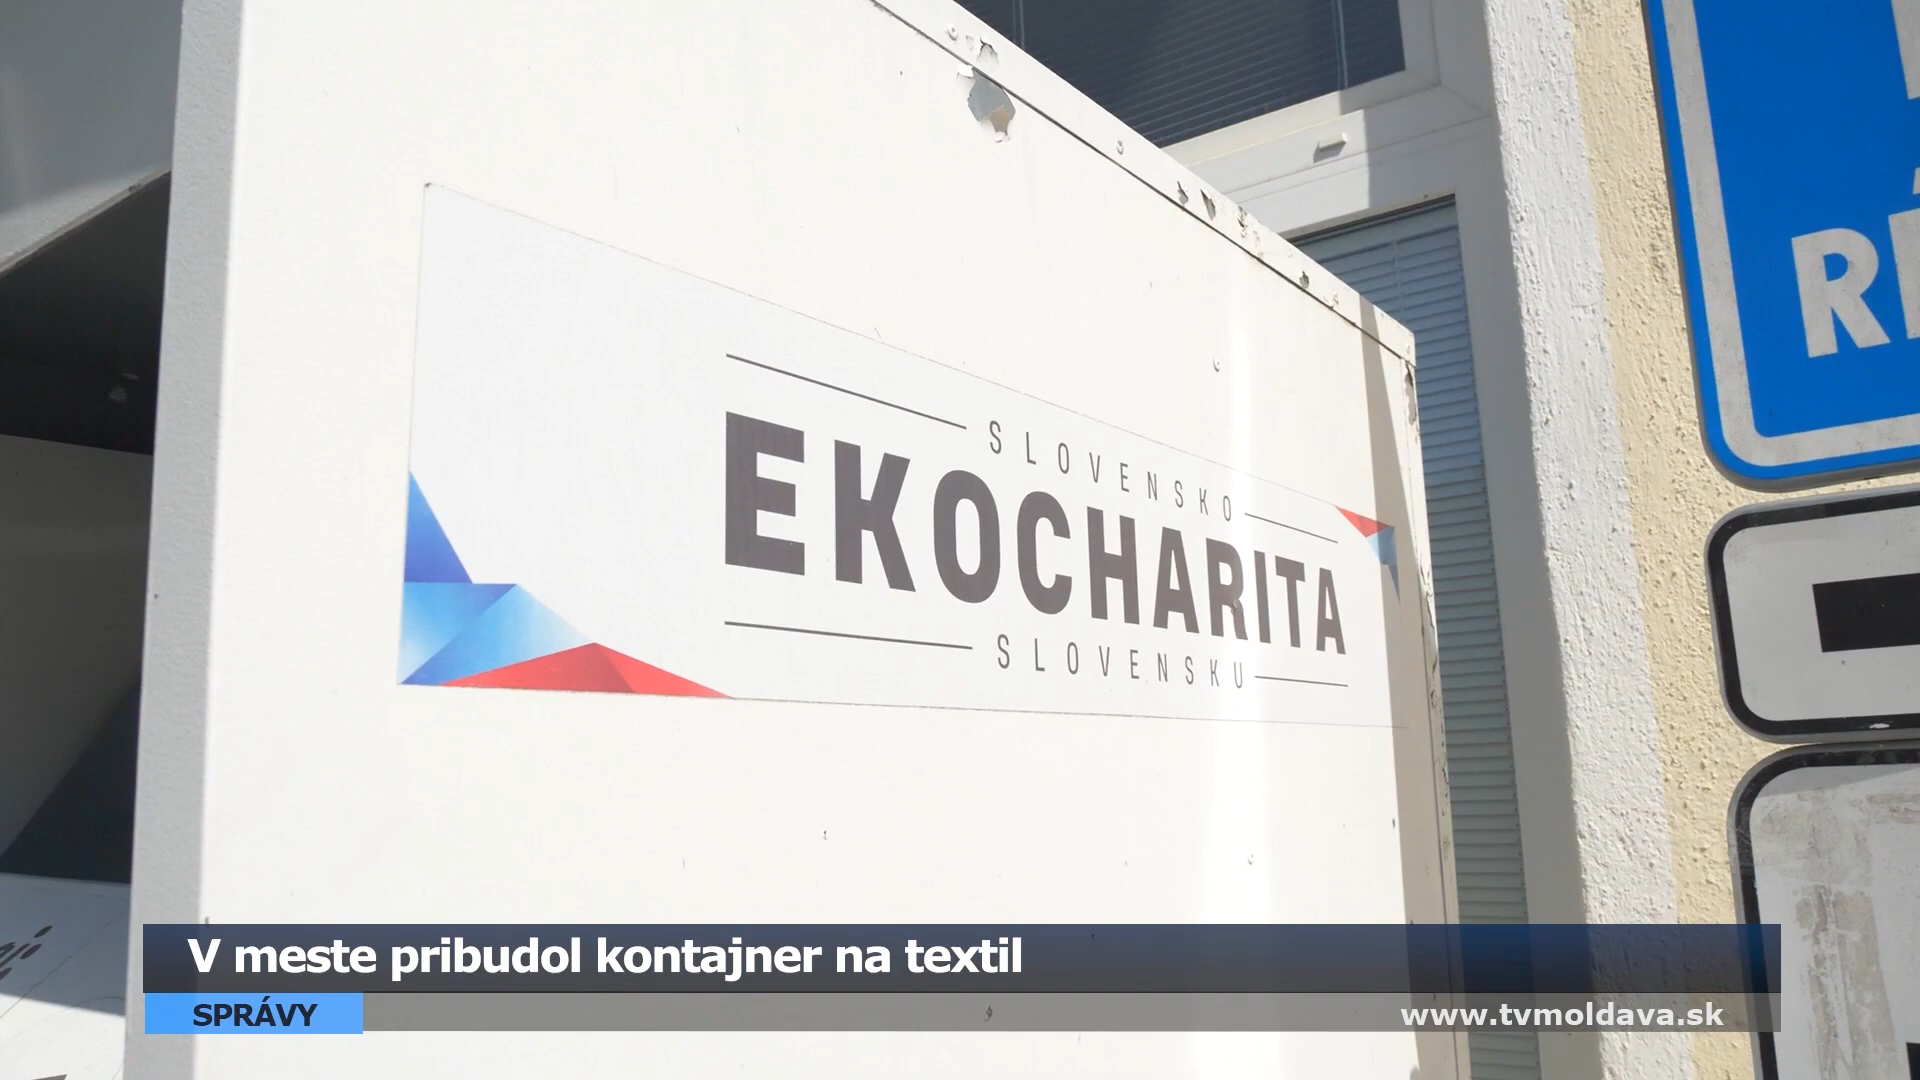 SLOVENSKO
EKOCHARITA
SLOVENSKU
V meste pribudol kontajner na textil
SPRÁVY
www.tvmoldava.sk